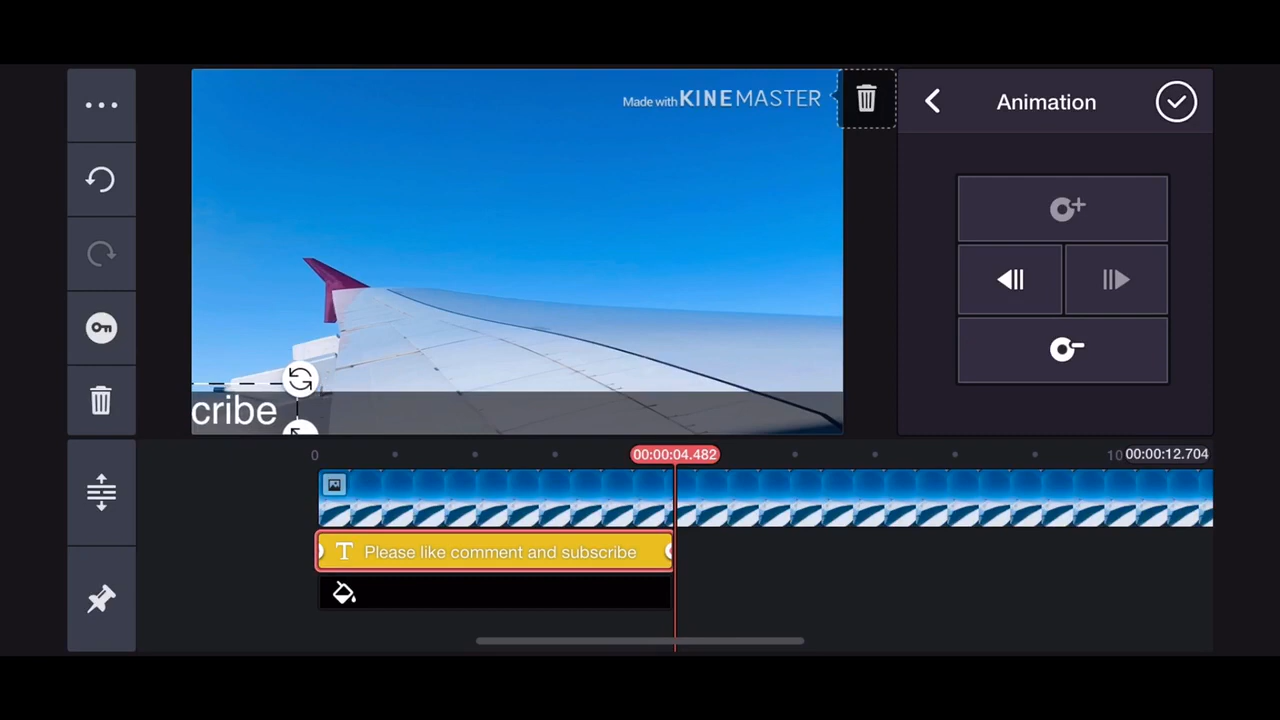 Made with KINEMASTER
Animation
cribe
0
00:00:04.482
10
00:00:12.704
T Please like comment and subscribe